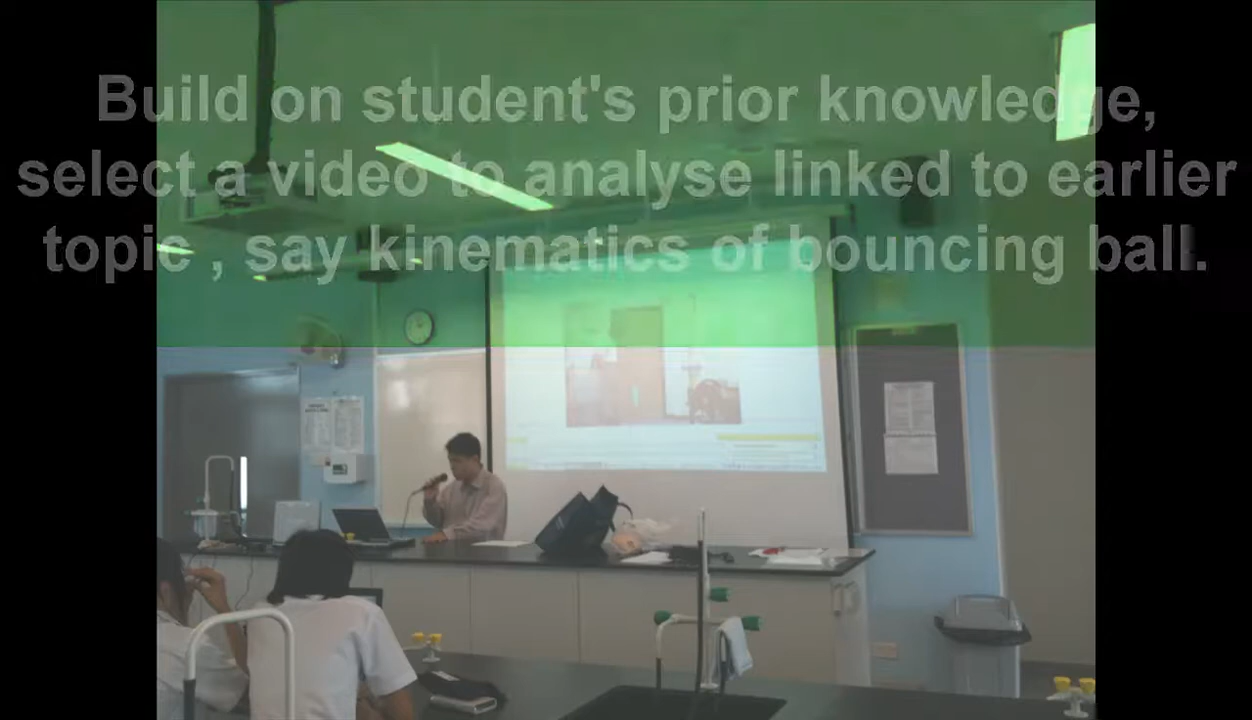 Build on student's prior knowledge,
select a video to analyse linked to earlier
topic , say kinematics of bouncing ball.